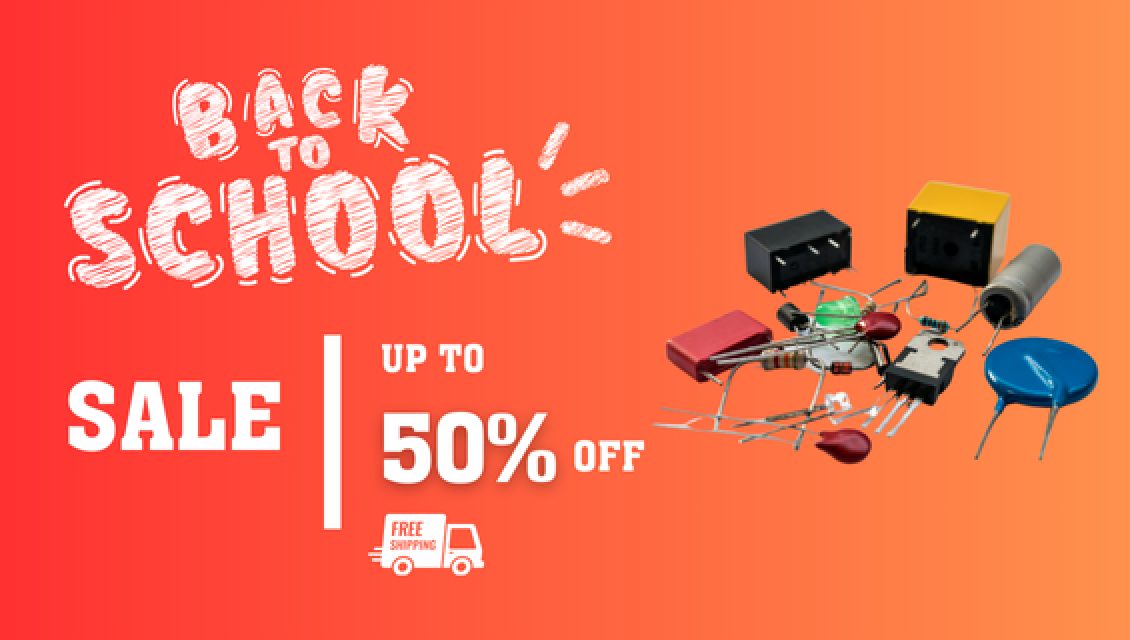 BACK
TO
SCHOOL
SALE
UP TO
50% OFF
FREE
SHIPPING